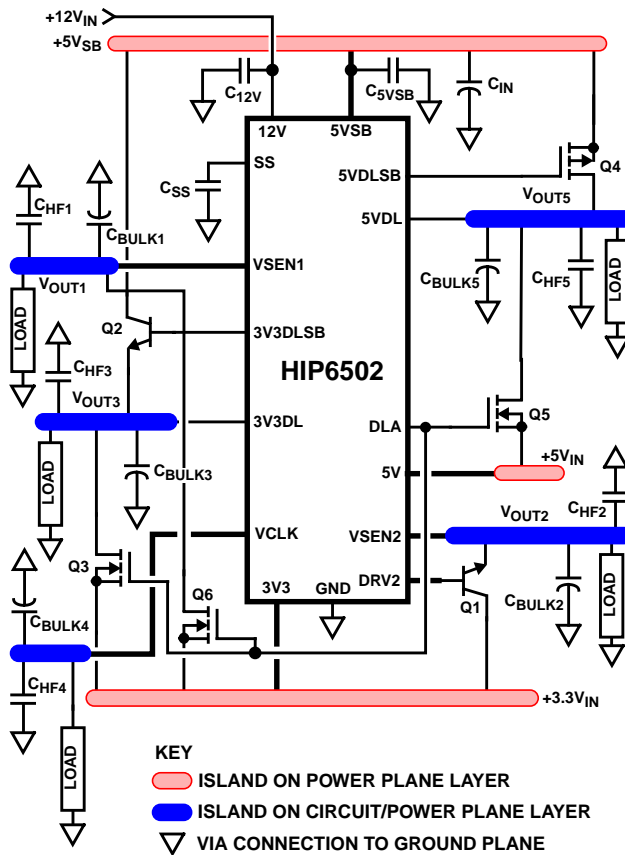 +12VIN
+5VSB
C12V
C5VSB
CIN
12V
5VSB
SS
CSS
5VDLSB
Q4
VOUT5
5VDL
CHF1
CBULK1
VSEN1
VOUT1
LOAD
CBULK5
CHF5
LOAD
Q2
3V3DLSB
HIP6502
CHF3
VOUT3
3V3DL
DLA
Q5
LOAD
CBULK3
5V
+5VIN
VCLK
VSEN2
VOUT2
CHF2
Q3
3V3
GND
DRV2
Q1
CBULK2
LOAD
Q6
CBULK4
CHF4
LOAD
+3.3VIN
KEY
ISLAND ON POWER PLANE LAYER
ISLAND ON CIRCUIT/POWER PLANE LAYER
VIA CONNECTION TO GROUND PLANE